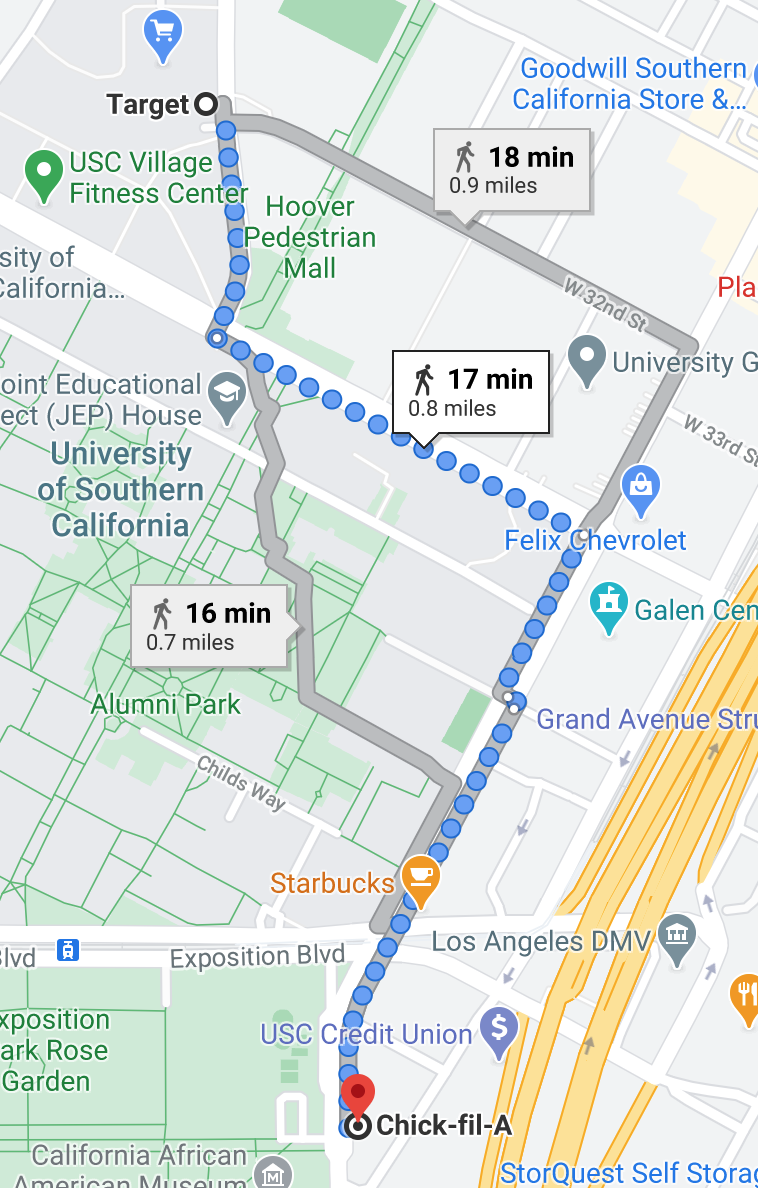 Goodwill Southern
California Store &...
Target
USC Village
Fitness Center
18 min
0.9 miles
Hoover
Pedestrian
Mall
sity of
California...
Pla
W 32nd St
University G
17 min
0.8 miles
oint Educational
ect (JEP) House
W 33rd St
University
of Southern
California
Felix Chevrolet
16 min
0.7 miles
Galen Cen
Alumni Park
Grand Avenue Stru
Childs Way
Starbucks
Los Angeles DMV
Blvd
Exposition Blvd
xposition
ark Rose
Garden
USC Credit Union
Chick-fil-A
California African
American Museum
StorQuest Self Storag